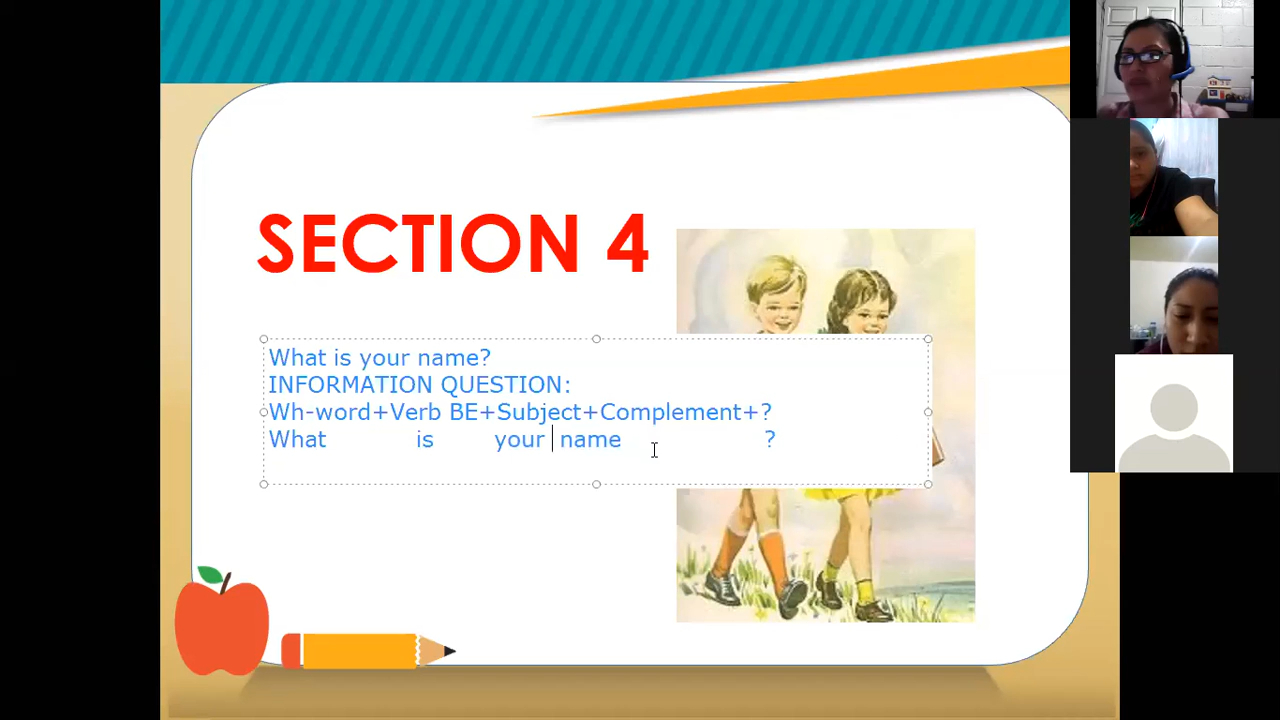 SECTION 4
What is your name?
INFORMATION QUESTION:
Wh-word+Verb BE+Subject+Complement+?
What is your name ?